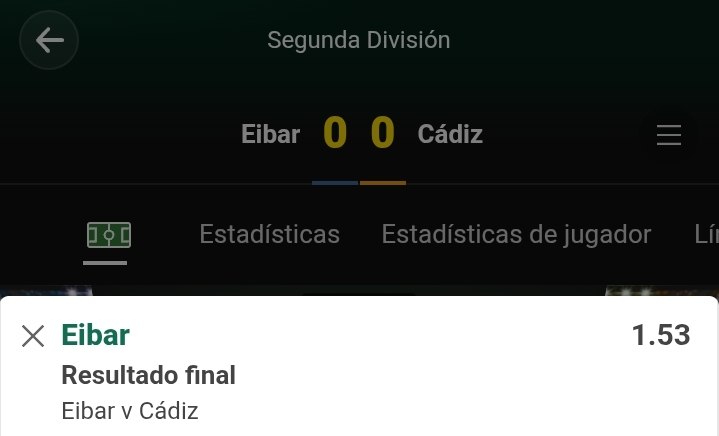 Segunda División
Eibar 0 0 Cádiz
Estadísticas Estadísticas de jugador
Eibar 1.53
Resultado final
Eibar v Cádiz